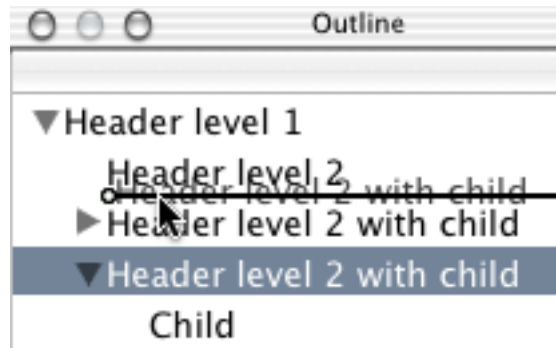 Outline
Header level 1
Header level 2
Header level 2 with child
Header level 2 with child
Header level 2 with child
Child